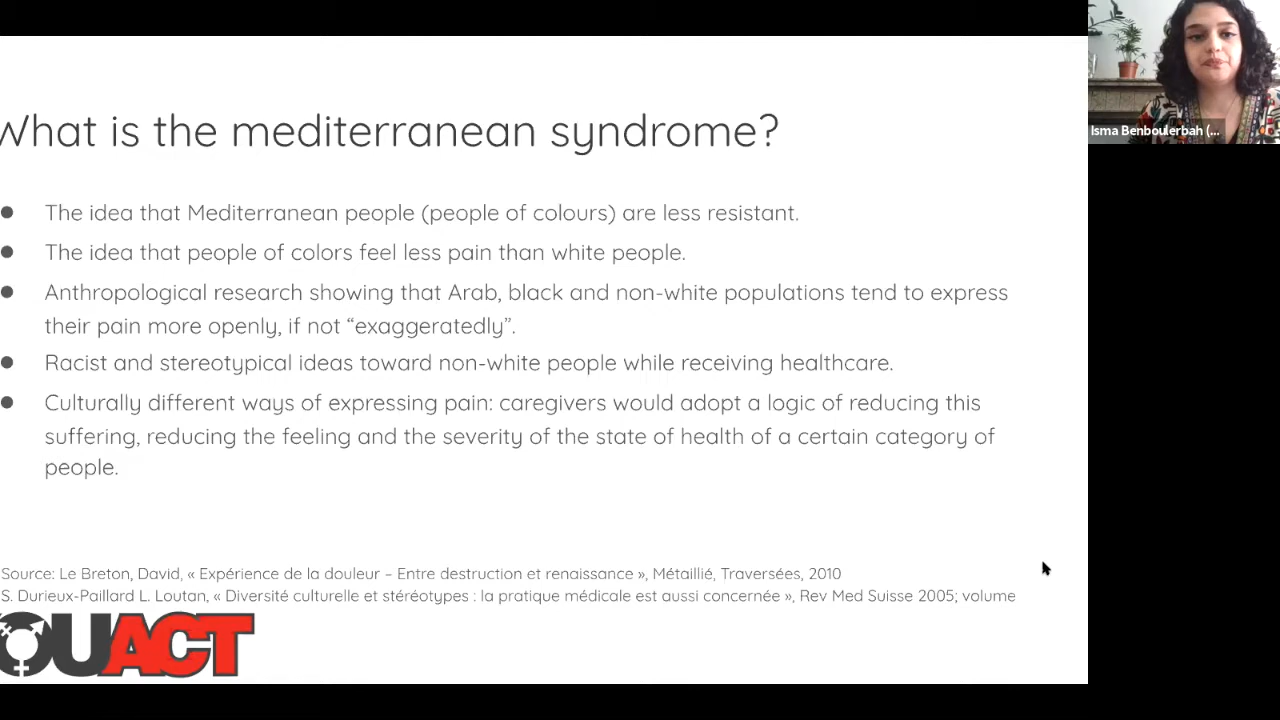 What is the mediterranean syndrome?
Isma Benboulerbah (...
● The idea that Mediterranean people (people of colours) are less resistant.
● The idea that people of colors feel less pain than white people.
● Anthropological research showing that Arab, black and non-white populations tend to express
their pain more openly, if not “exaggeratedly”.
● Racist and stereotypical ideas toward non-white people while receiving healthcare.
● Culturally different ways of expressing pain: caregivers would adopt a logic of reducing this
suffering, reducing the feeling and the severity of the state of health of a certain category of
people.
Source: Le Breton, David, « Expérience de la douleur – Entre destruction et renaissance », Métaillié, Traversées, 2010
S. Durieux-Paillard L. Loutan, « Diversité culturelle et stéréotypes : la pratique médicale est aussi concernée », Rev Med Suisse 2005; volume
OUACT